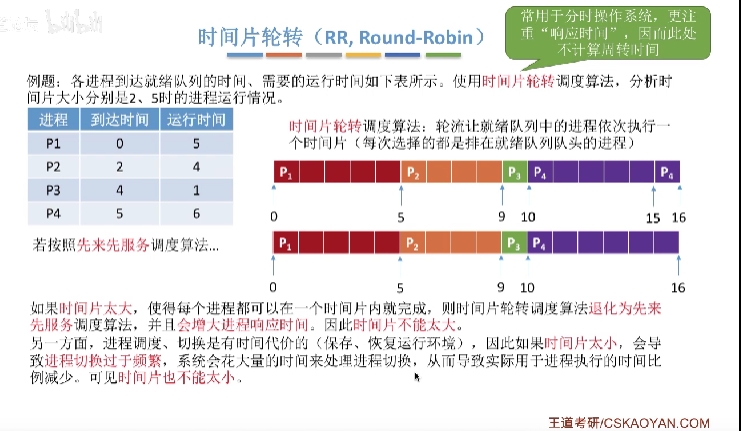 常用于分时操作系统，更注
重“响应时间”，因而此处
不计算周转时间
时间片轮转（RR, Round-Robin）
例题：各进程到达就绪队列的时间、需要的运行时间如下表所示。使用时间片轮转调度算法，分析时
间片大小分别是2、5时的进程运行情况。
进程 到达时间 运行时间
P1 0 5
P2 2 4
P3 4 1
P4 5 6
时间片轮转调度算法：轮流让就绪队列中的进程依次执行一
个时间片（每次选择的都是排在就绪队列队头的进程）
P1 P2 P3 P4 P4
0 5 9 10 15 16
若按照先来先服务调度算法...
P1 P2 P3 P4
0 5 9 10 16
如果时间片太大，使得每个进程都可以在一个时间片内就完成，则时间片轮转调度算法退化为先来
先服务调度算法，并且会增大进程响应时间。因此时间片不能太大。
另一方面，进程调度、切换是有时间代价的（保存、恢复运行环境），因此如果时间片太小，会导
致进程切换过于频繁，系统会花大量的时间来处理进程切换，从而导致实际用于进程执行的时间比
例减少。可见时间片也不能太小。
王道考研/CSKAOYAN.COM